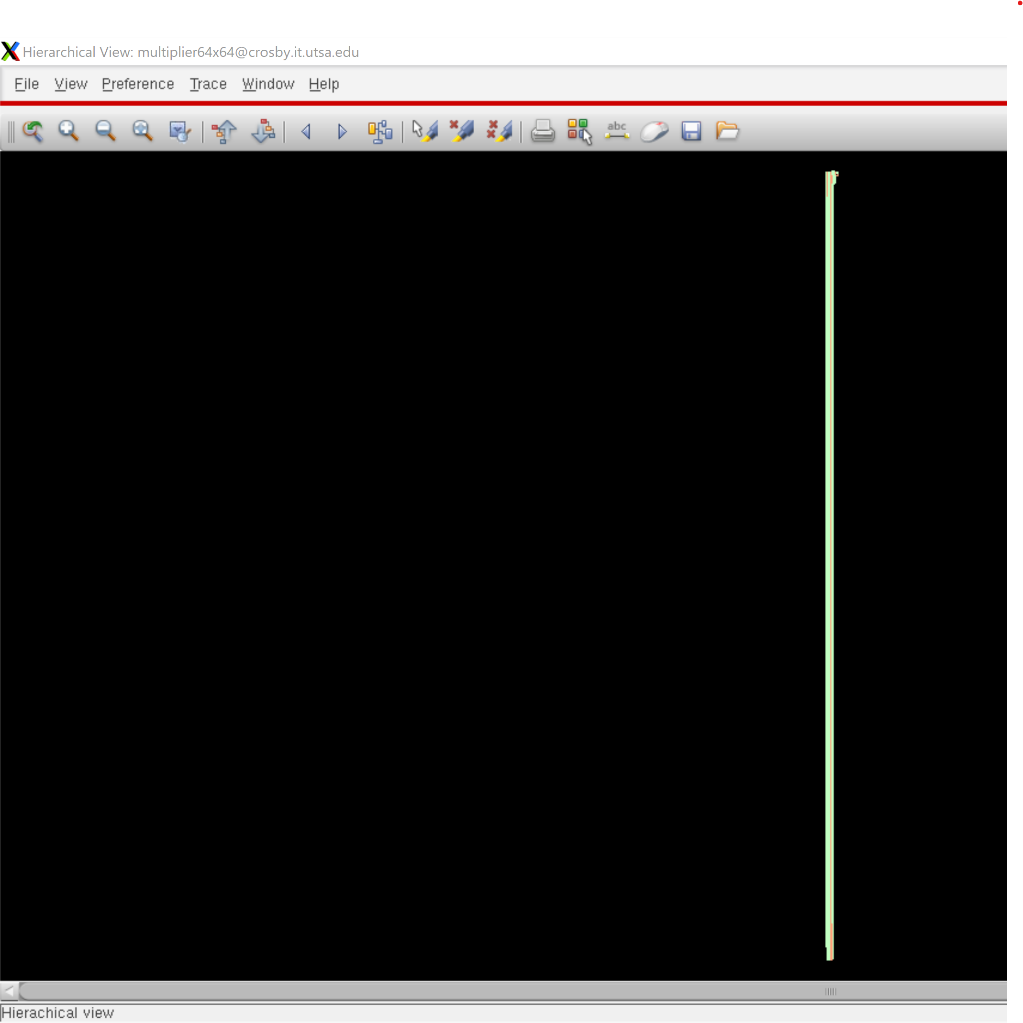 Hierarchical View: multiplier64x64@crosby.it.utsa.edu
File View Preference Trace Window Help
abc
Hierachical view